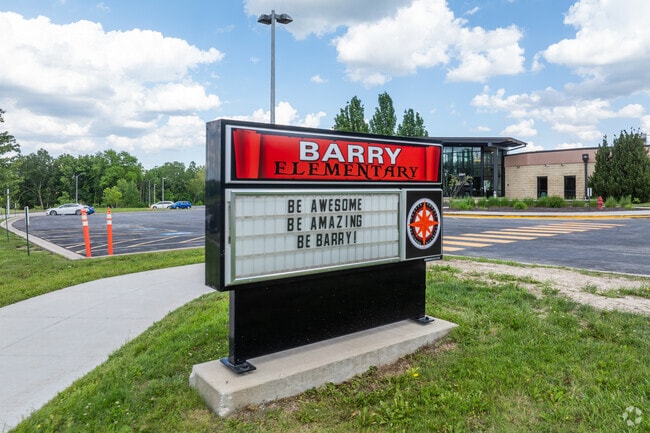 BARRY
ELEMENTARY
BE AWESOME
BE AMAZING
BE BARRY!